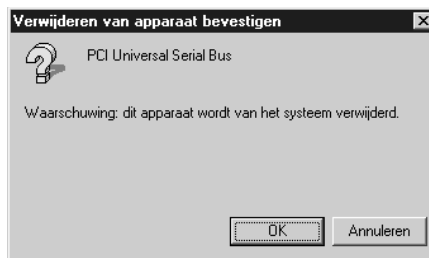 Verwijderen van apparaat bevestigen
PCI Universal Serial Bus
Waarschuwing: dit apparaat wordt van het systeem verwijderd.
OK
Annuleren